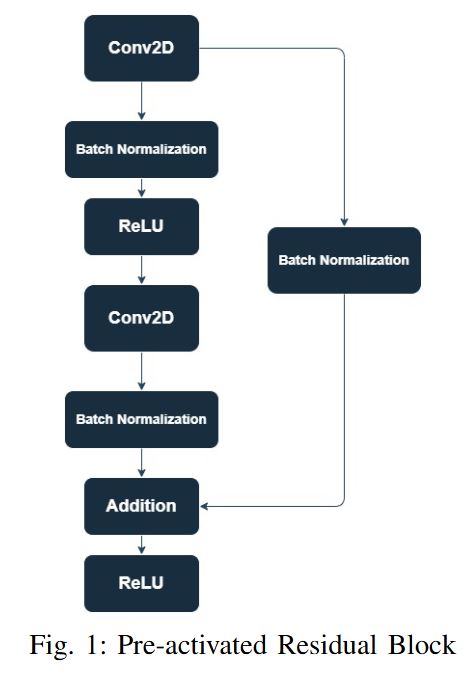 Conv2D
Batch Normalization
ReLU
Batch Normalization
Conv2D
Batch Normalization
Addition
ReLU
Fig. 1: Pre-activated Residual Block